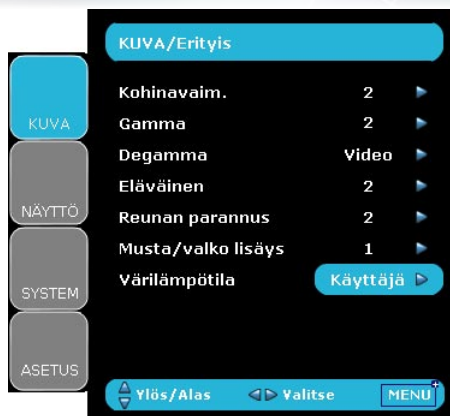 KUVA/Erityis
KUVA
NÄYTTÖ
SYSTEM
ASETUS
Kohinavaim. 2
Gamma 2
Degamma Video
Eläväinen 2
Reunan parannus 2
Musta/valko lisäys 1
Värilämpötila Käyttäjä
Ylös/Alas Valitse MENU